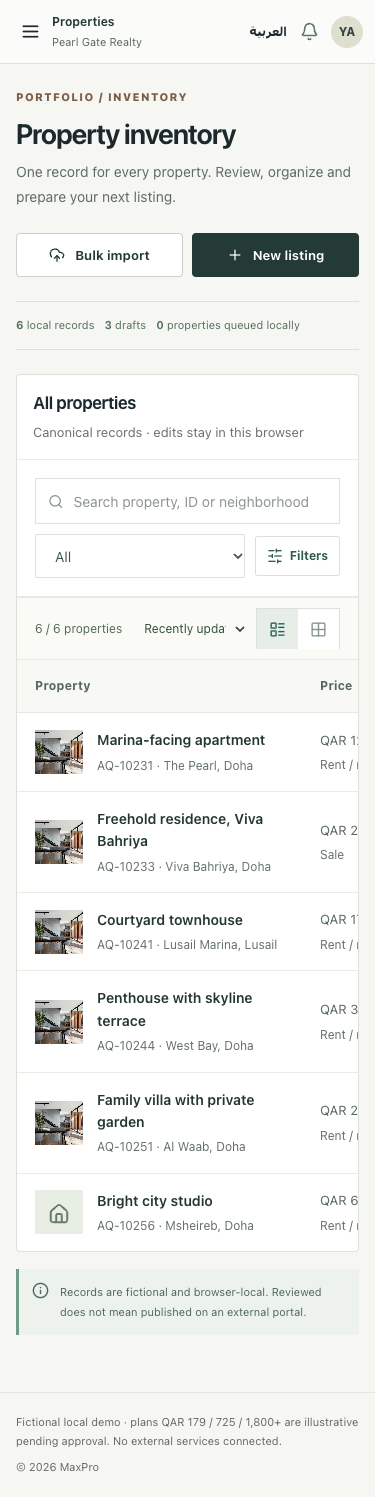 Properties
Pearl Gate Realty
العربية
YA
PORTFOLIO / INVENTORY
Property inventory
One record for every property. Review, organize and
prepare your next listing.
Bulk import
New listing
6 local records 3 drafts 0 properties queued locally
All properties
Canonical records · edits stay in this browser
Search property, ID or neighborhood
All
Filters
6 / 6 properties
Recently
Property
Price
Marina-facing apartment
QAR
AQ-10231 · The Pearl, Doha
Rent /
Freehold residence, Viva
Bahriya
QAR
AQ-10233 · Viva Bahriya, Doha
Sale
Courtyard townhouse
QAR
AQ-10241 · Lusail Marina, Lusail
Rent /
Penthouse with skyline
terrace
QAR
AQ-10244 · West Bay, Doha
Rent /
Family villa with private
garden
QAR
AQ-10251 · Al Waab, Doha
Rent /
Bright city studio
QAR
AQ-10256 · Msheireb, Doha
Rent /
Records are fictional and browser-local. Reviewed
does not mean published on an external portal.
Fictional local demo · plans QAR 179 / 725 / 1,800+ are illustrative
pending approval. No external services connected.
© 2026 MaxPro